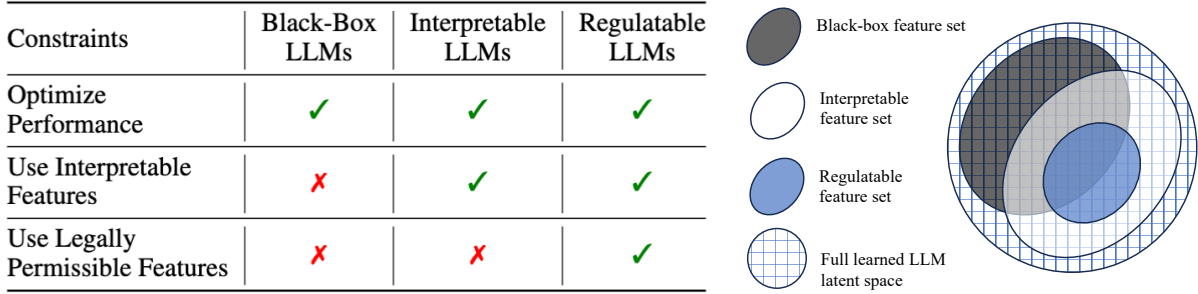 Constraints
Black-Box
LLMs
Interpretable
LLMs
Regulatable
LLMs
Optimize
Performance
✓ ✓ ✓
Use Interpretable
Features
✗ ✓ ✓
Use Legally
Permissible Features
✗ ✗ ✓
Black-box feature set
Interpretable
feature set
Regulatable
feature set
Full learned LLM
latent space